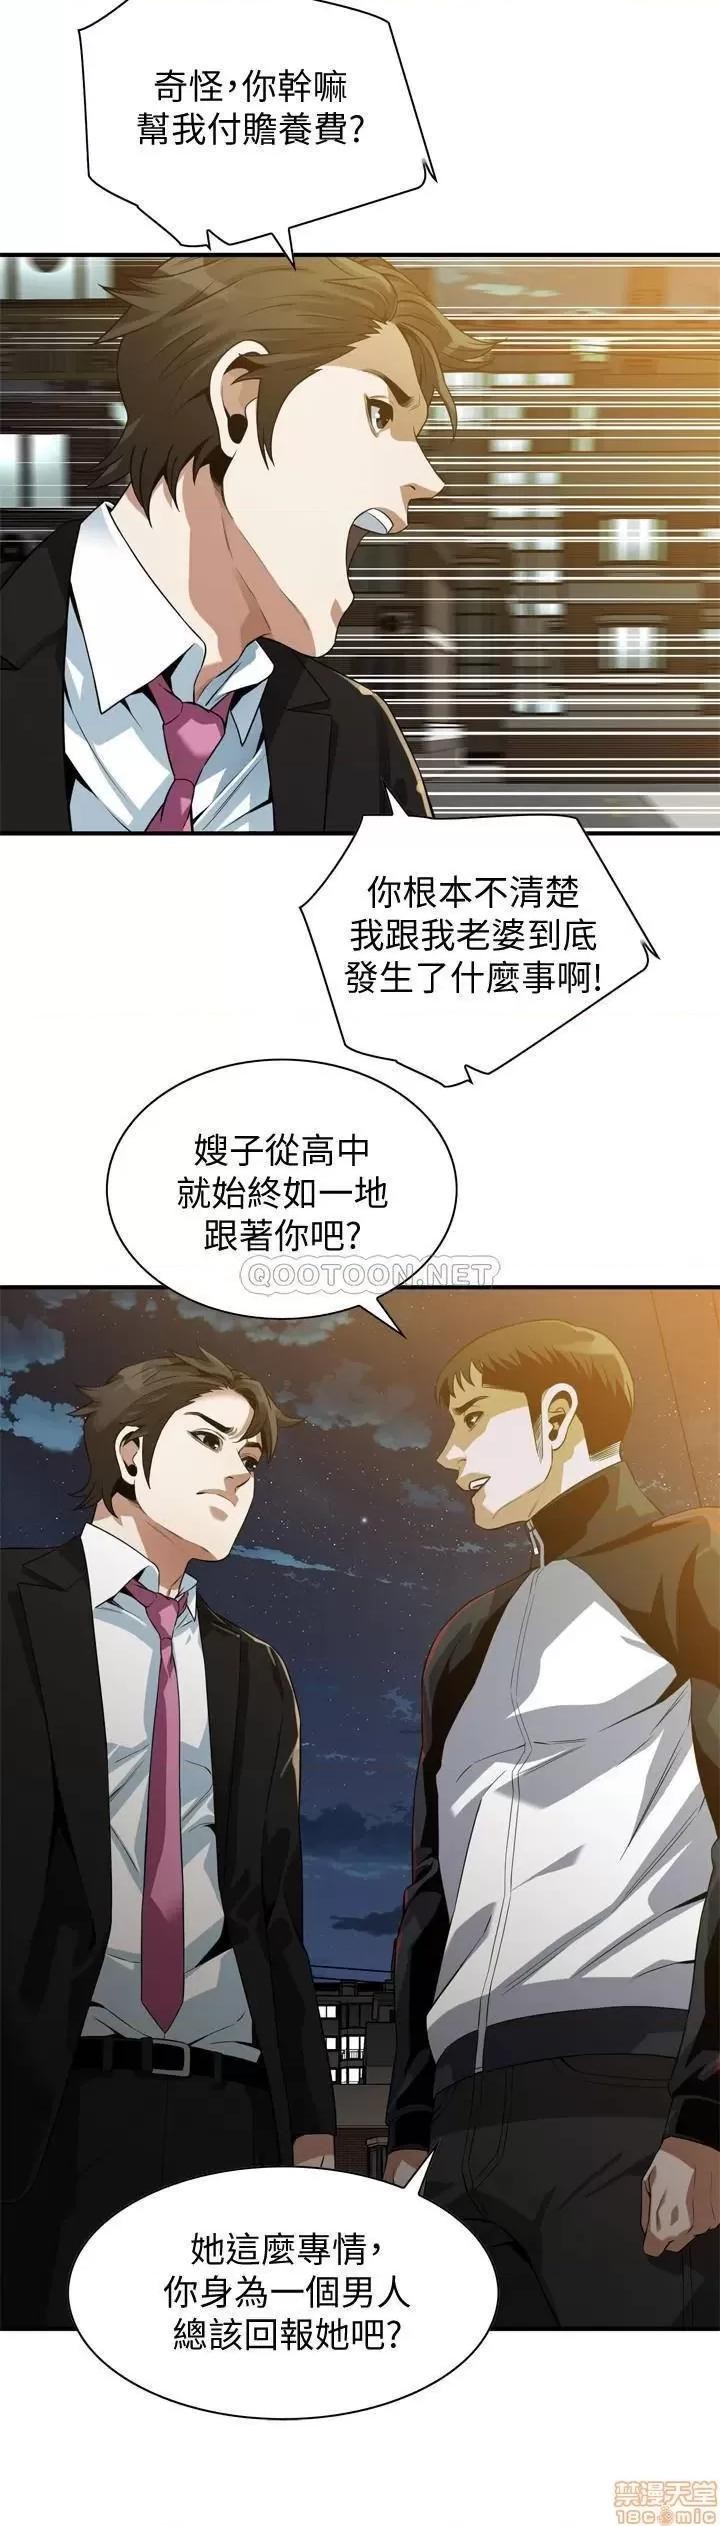 奇怪,你幹嘛
幫我付贍養費?
你根本不清楚
我跟我老婆到底
發生了什麼事啊!
嫂子從高中
就始終如一地
跟著你吧?
QOOTOON.NET
她這麼專情,
你身為一個男人
總該回報她吧?
禁漫天堂
18comic